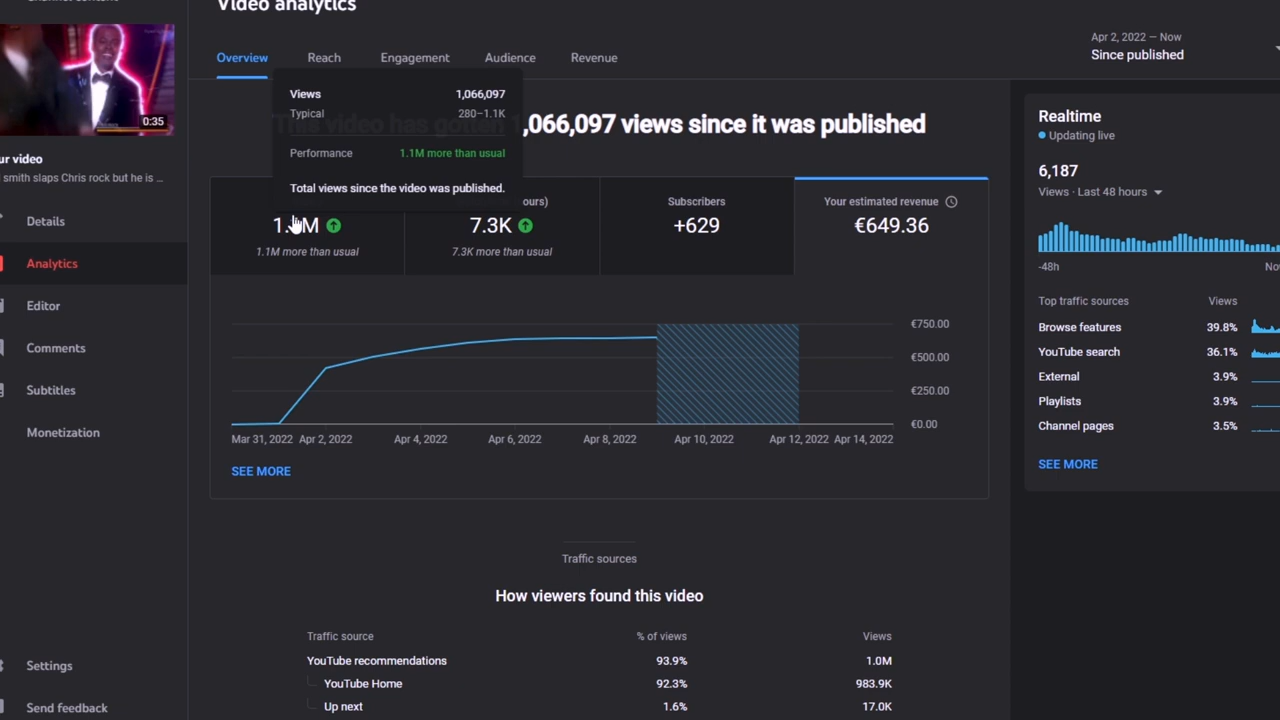 Video analytics
Apr 2, 2022 — Now
Since published
Overview
Reach
Engagement
Audience
Revenue
Views 1,066,097
Typical 280–1.1K
Performance 1.1M more than usual
Total views since the video was published.
This video has gotten 1,066,097 views since it was published
0:35
ur video
smith slaps Chris rock but he is ...
Details
Analytics
Editor
Comments
Subtitles
Monetization
Settings
Send feedback
ours)
7.3K
7.3K more than usual
1.1M more than usual
Subscribers
+629
Your estimated revenue
€649.36
€750.00
€500.00
€250.00
€0.00
Mar 31, 2022 Apr 2, 2022 Apr 4, 2022 Apr 6, 2022 Apr 8, 2022 Apr 10, 2022 Apr 12, 2022 Apr 14, 2022
SEE MORE
Realtime
Updating live
6,187
Views · Last 48 hours
-48h
Top traffic sources Views
Browse features 39.8%
YouTube search 36.1%
External 3.9%
Playlists 3.9%
Channel pages 3.5%
SEE MORE
Traffic sources
How viewers found this video
Traffic source % of views Views
YouTube recommendations 93.9% 1.0M
YouTube Home 92.3% 983.9K
Up next 1.6% 17.0K